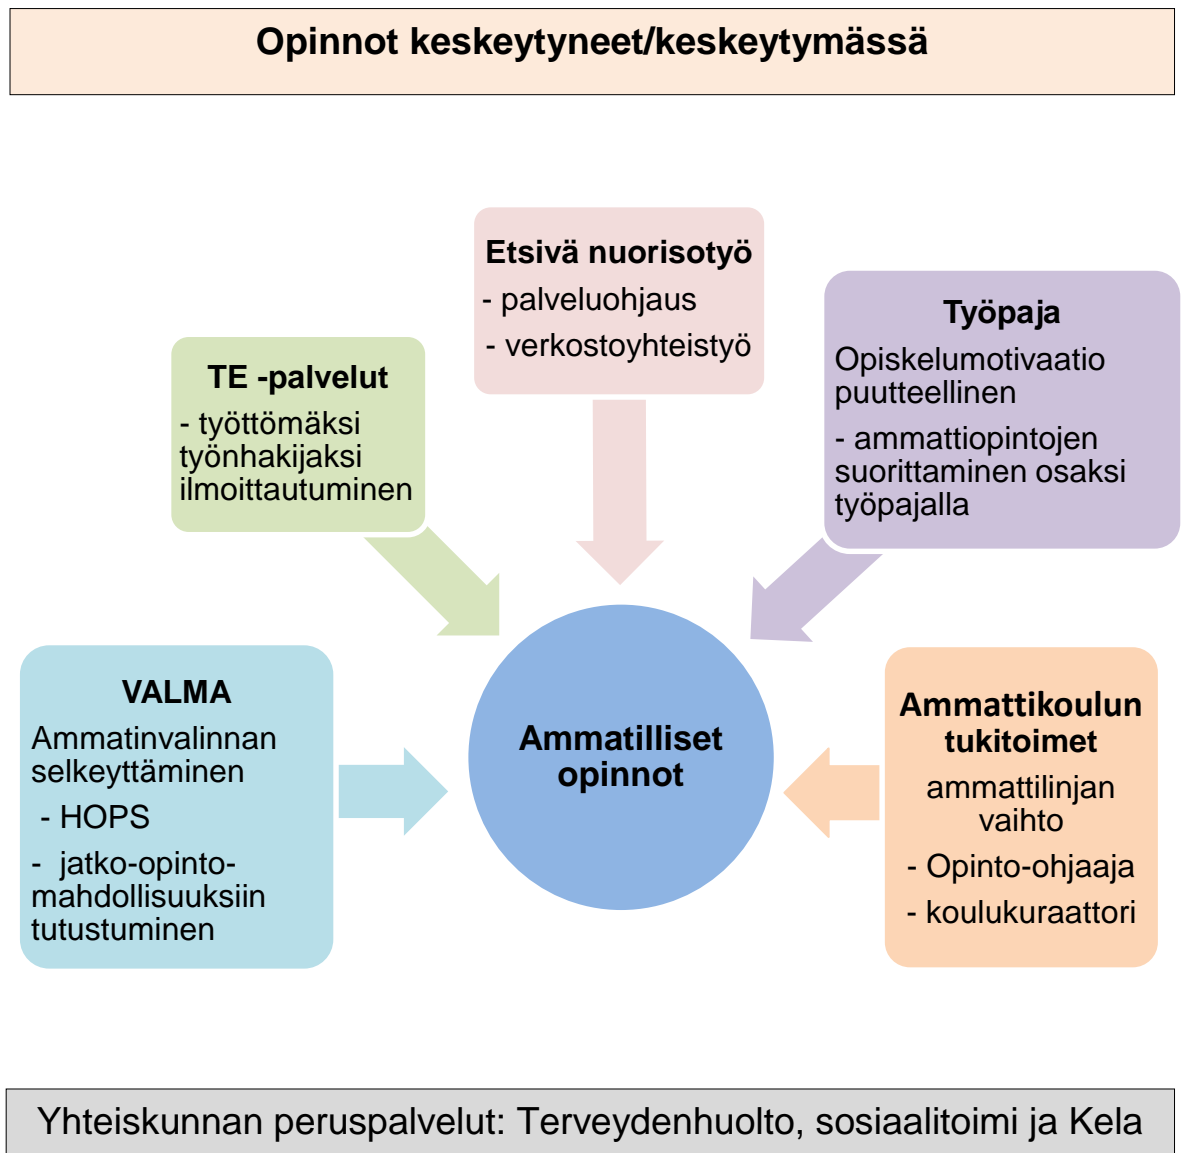 Opinnot keskeytyneet/keskeytymässä
Etsivä nuorisotyö
- palveluohjaus
- verkostoyhteistyö
Työpaja
Opiskelumotivaatio
puutteellinen
- ammattiopintojen
suorittaminen osaksi
työpajalla
TE -palvelut
- työttömäksi
työnhakijaksi
ilmoittautuminen
VALMA
Ammatinvalinnan
selkeyttäminen
- HOPS
- jatko-opinto-
mahdollisuuksiin
tutustuminen
Ammatilliset
opinnot
Ammattikoulun
tukitoimet
ammattilinjan
vaihto
- Opinto-ohjaaja
- koulukuraattori
Yhteiskunnan peruspalvelut: Terveydenhuolto, sosiaalitoimi ja Kela